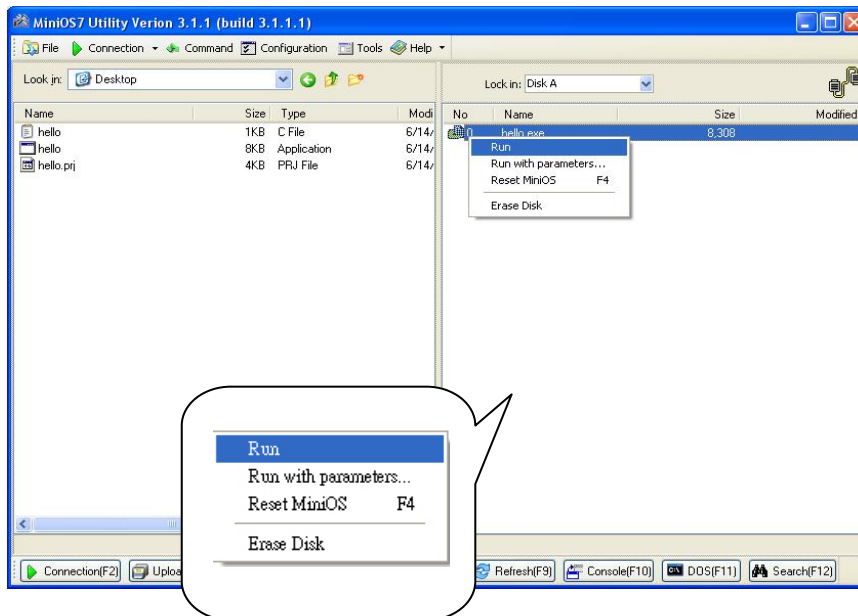 MiniOS7 Utility Verion 3.1.1 (build 3.1.1.1)
File Connection Command Configuration Tools Help
Look in: Desktop
Lock in: Disk A
Name Size Type Modi
hello 1KB C File 6/14/
hello 8KB Application 6/14/
hello.prj 4KB PRJ File 6/14/
No Name Size Modified
0 hello.exe 8,308
Run
Run with parameters...
Reset MiniOS F4
Erase Disk
Run
Run with parameters...
Reset MiniOS F4
Erase Disk
Connection(F2) Uploa Refresh(F9) Console(F10) DOS(F11) Search(F12)